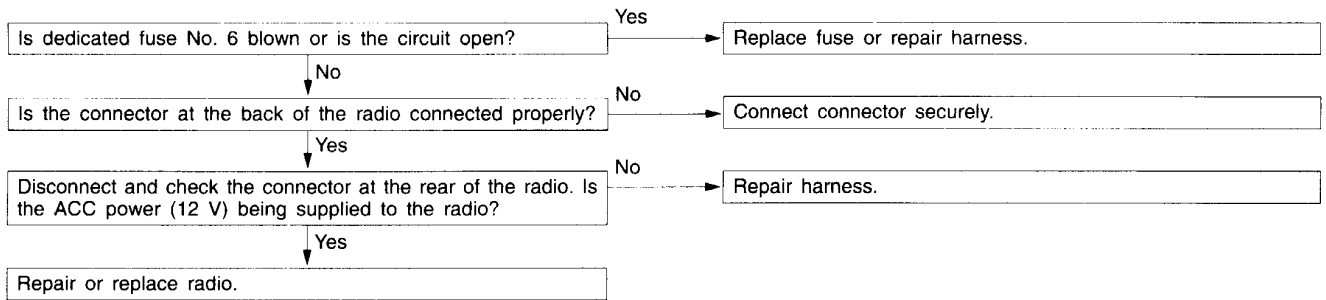 Is dedicated fuse No. 6 blown or is the circuit open?
Yes
Replace fuse or repair harness.
No
Is the connector at the back of the radio connected properly?
No
Connect connector securely.
Yes
Disconnect and check the connector at the rear of the radio. Is
the ACC power (12 V) being supplied to the radio?
No
Repair harness.
Yes
Repair or replace radio.